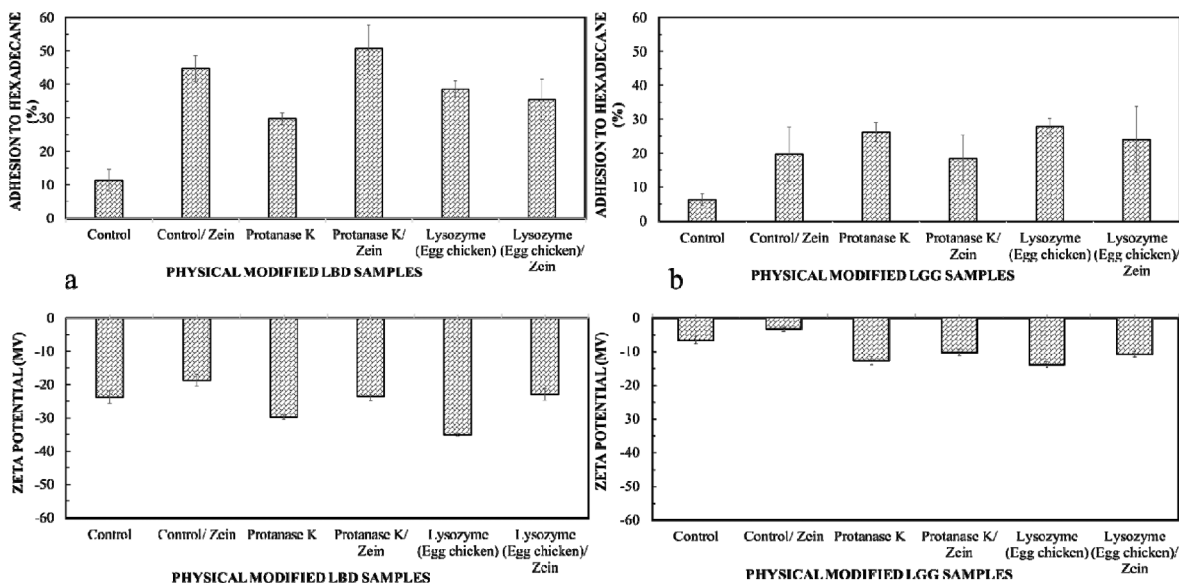 ADHESION TO HEXADECANE
(%)
60
50
40
30
20
10
0
Control
Control/ Zein
Protanase K
Protanase K/
Zein
Lysozyme
(Egg chicken)
Lysozyme
(Egg chicken)/
Zein
PHYSICAL MODIFIED LBD SAMPLES
a
ADHESION TO HEXADECANE
(%)
60
50
40
30
20
10
0
Control
Control/ Zein
Protanase K
Protanase K/
Zein
Lysozyme
(Egg chicken)
Lysozyme
(Egg chicken)/
Zein
PHYSICAL MODIFIED LGG SAMPLES
b
ZETA POTENTIAL (MV)
0
-10
-20
-30
-40
-50
-60
Control
Control/ Zein
Protanase K
Protanase K/
Zein
Lysozyme
(Egg chicken)
Lysozyme
(Egg chicken)/
Zein
PHYSICAL MODIFIED LBD SAMPLES
ZETA POTENTIAL (MV)
0
-10
-20
-30
-40
-50
-60
Control
Control/ Zein
Protanase K
Protanase K/
Zein
Lysozyme
(Egg chicken)
Lysozyme
(Egg chicken)/
Zein
PHYSICAL MODIFIED LGG SAMPLES